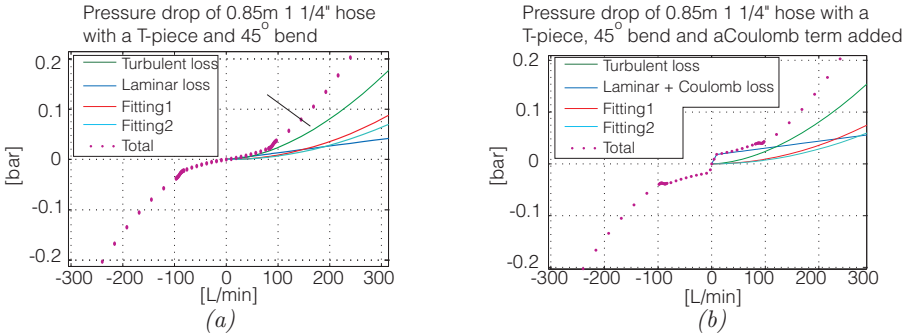 Pressure drop of 0.85m 1 1/4" hose
with a T-piece and 45° bend
0.2
0.1
0
-0.1
-0.2
[bar]
Turbulent loss
Laminar loss
Fitting1
Fitting2
Total
-300 -200 -100 0 100 200 300
[L/min]
(a)
Pressure drop of 0.85m 1 1/4" hose with a
T-piece, 45° bend and aCoulomb term added
0.2
0.1
0
-0.1
-0.2
[bar]
Turbulent loss
Laminar + Coulomb loss
Fitting1
Fitting2
Total
-300 -200 -100 0 100 200 300
[L/min]
(b)